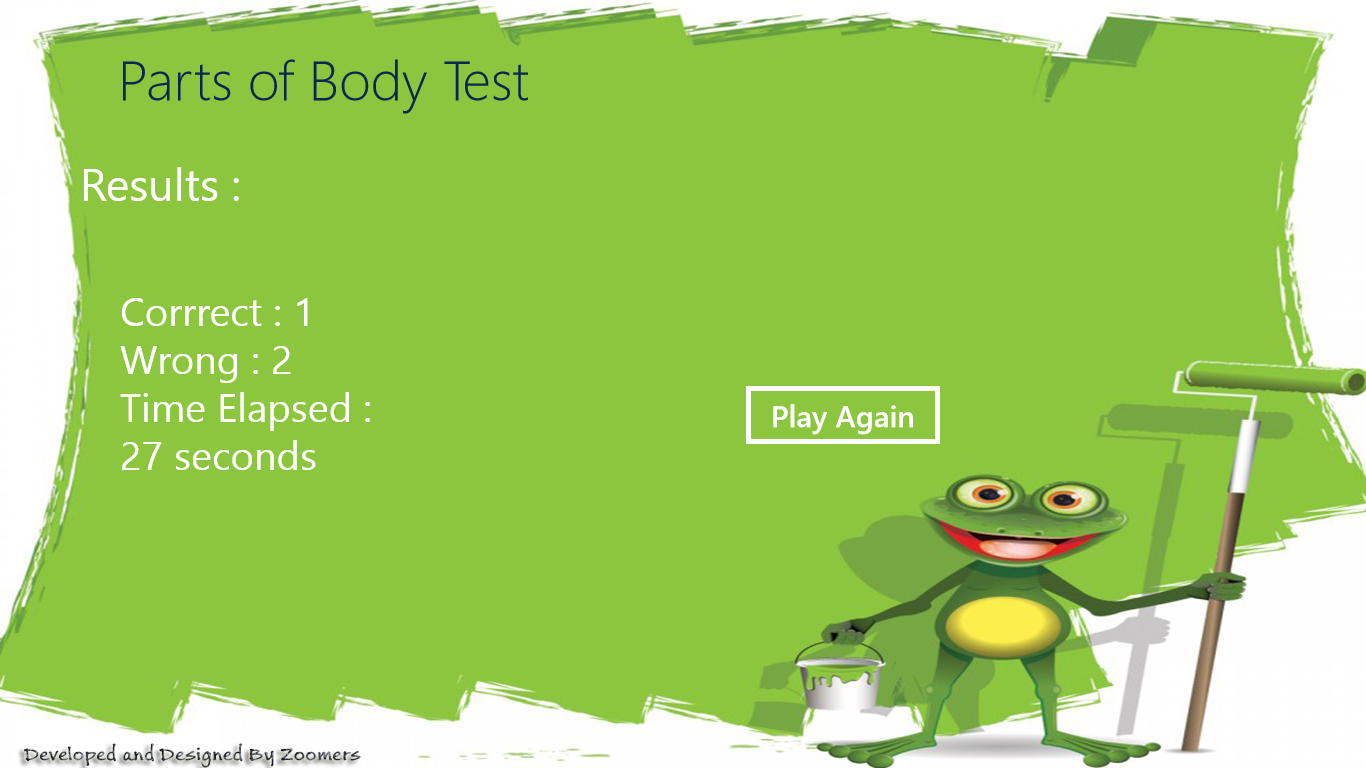 Parts of Body Test
Results :
Corrrect : 1
Wrong : 2
Time Elapsed :
27 seconds
Play Again
Developed and Designed By Zoomers